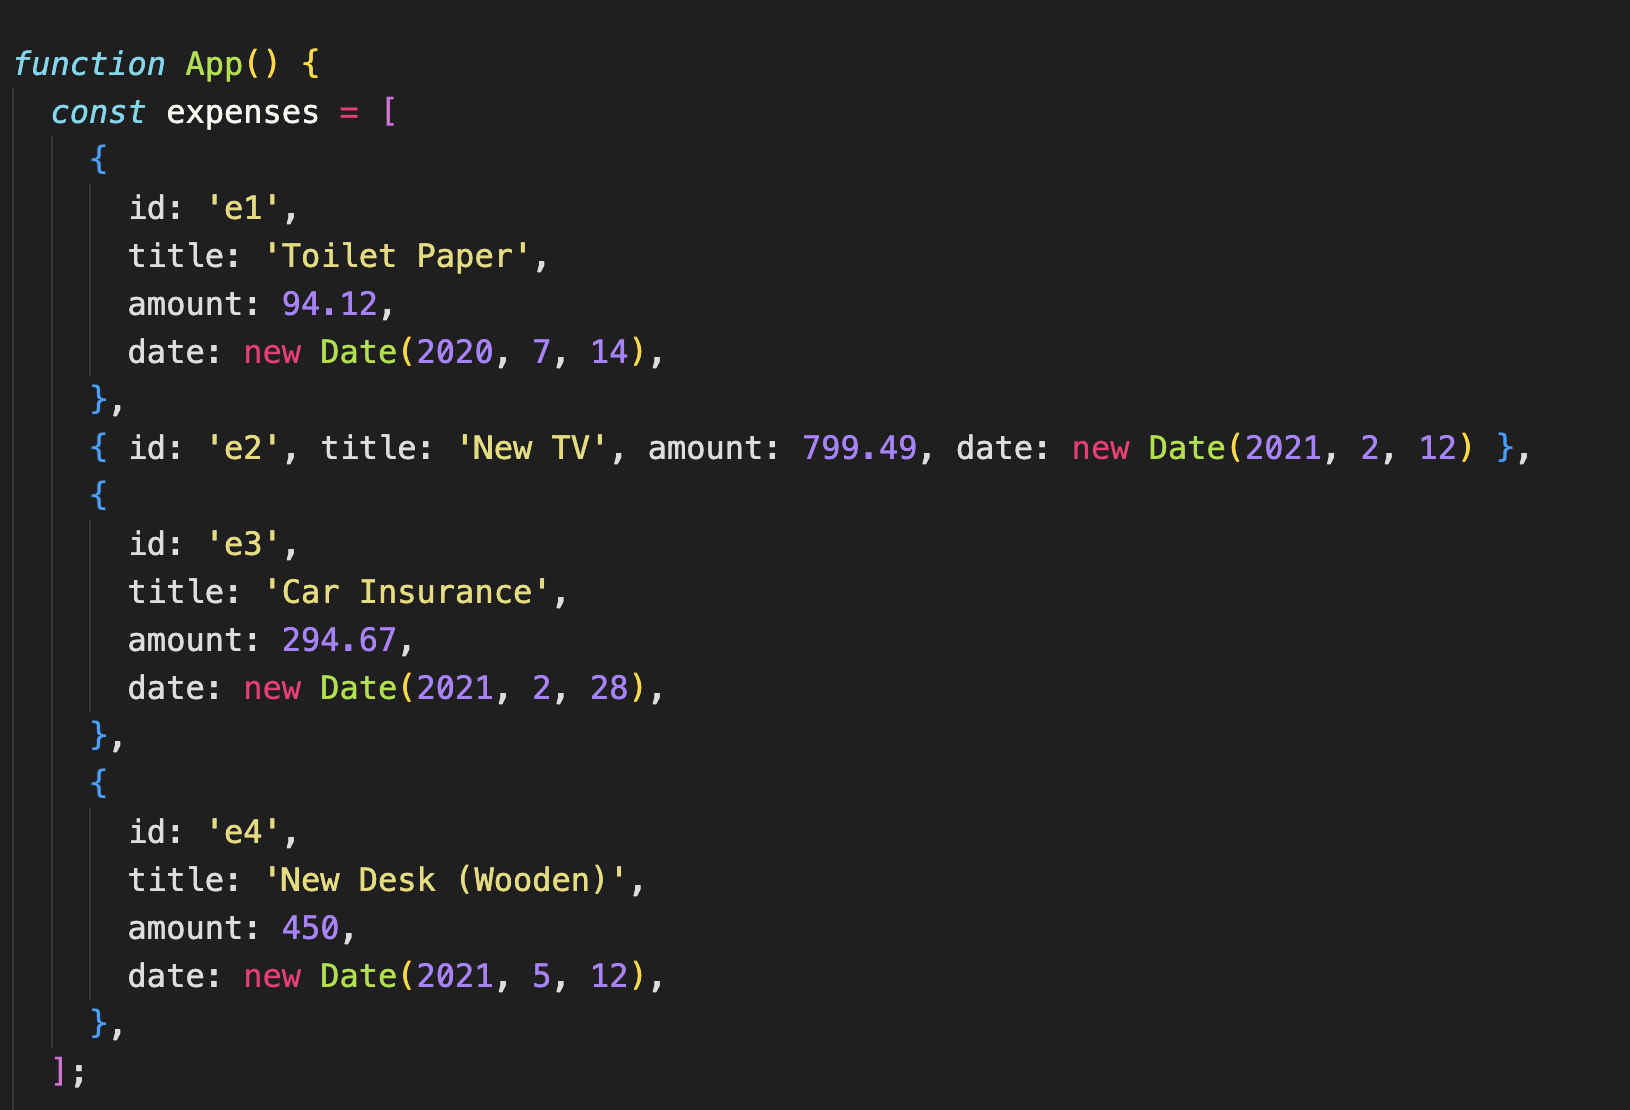 function App() {
  const expenses = [
    {
      id: 'e1',
      title: 'Toilet Paper',
      amount: 94.12,
      date: new Date(2020, 7, 14),
    },
    { id: 'e2', title: 'New TV', amount: 799.49, date: new Date(2021, 2, 12) },
    {
      id: 'e3',
      title: 'Car Insurance',
      amount: 294.67,
      date: new Date(2021, 2, 28),
    },
    {
      id: 'e4',
      title: 'New Desk (Wooden)',
      amount: 450,
      date: new Date(2021, 5, 12),
    },
  ];